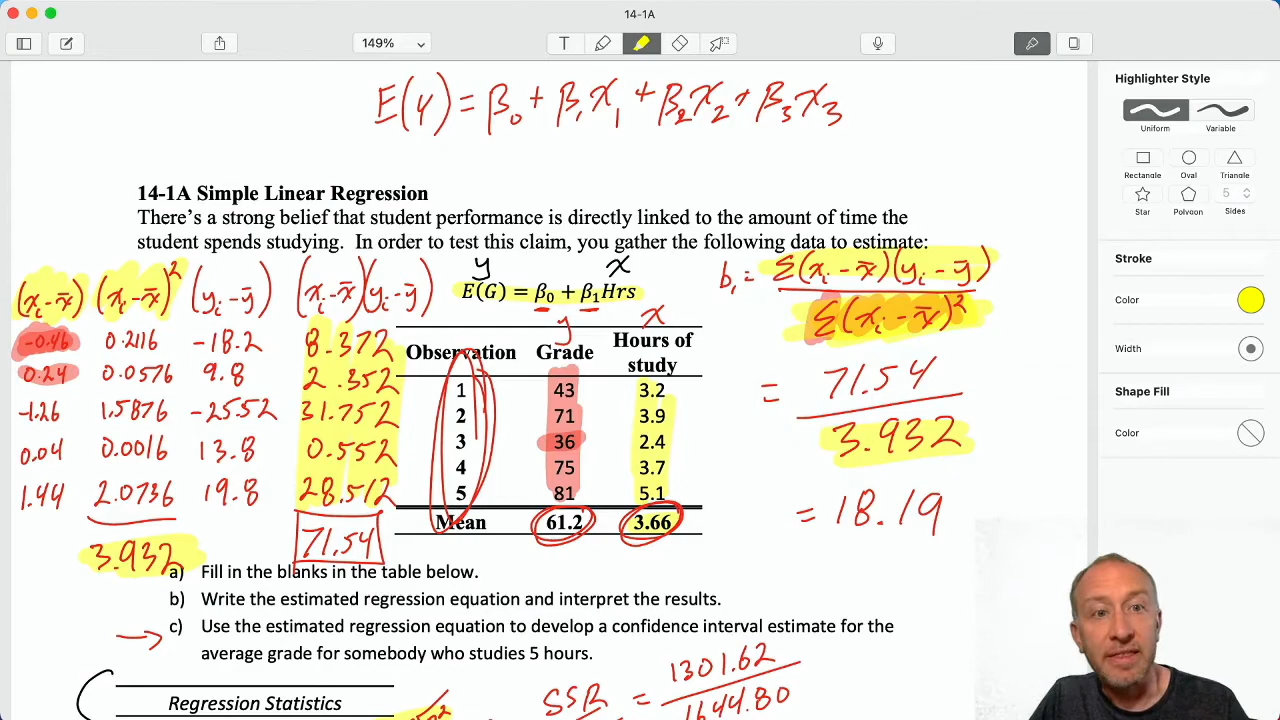 14-1A
149%
E(y) = β₀ + β₁x₁ + β₂x₂ + β₃x₃
14-1A Simple Linear Regression
There's a strong belief that student performance is directly linked to the amount of time the
student spends studying. In order to test this claim, you gather the following data to estimate:
y x
E(G) = β₀ + β₁Hrs
(xᵢ-x̄) (xᵢ-x̄)² (yᵢ-ȳ) (xᵢ-x̄)(yᵢ-ȳ)
-0.46 0.2116 -18.2 8.372
0.24 0.0576 9.8 2.352
-1.26 1.5876 -25.52 31.752
0.04 0.0016 13.8 0.552
1.44 2.0736 19.8 28.512
3.932 71.54
y x
Observation Grade Hours of study
1 43 3.2
2 71 3.9
3 36 2.4
4 75 3.7
5 81 5.1
Mean 61.2 3.66
b₁ = Σ(xᵢ-x̄)(yᵢ-ȳ)
Σ(xᵢ-x̄)²
= 71.54
3.932
= 18.19
a) Fill in the blanks in the table below.
b) Write the estimated regression equation and interpret the results.
c) Use the estimated regression equation to develop a confidence interval estimate for the
average grade for somebody who studies 5 hours.
Regression Statistics
SSR = 1301.62
1644.80
Highlighter Style
Uniform Variable
Rectangle Oval Triangle
Star Polygon Sides
5
Stroke
Color
Width
Shape Fill
Color